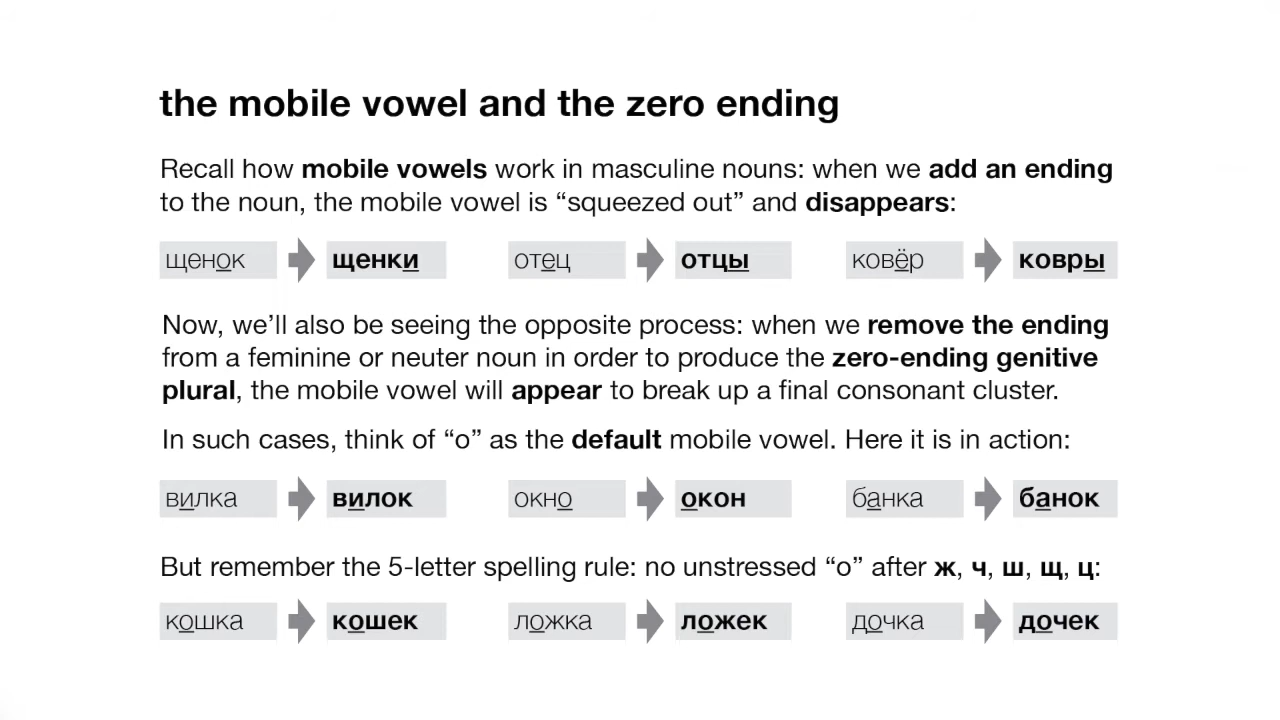 the mobile vowel and the zero ending
Recall how mobile vowels work in masculine nouns: when we add an ending
to the noun, the mobile vowel is “squeezed out” and disappears:
щенок щенки отец отцы ковёр ковры
Now, we’ll also be seeing the opposite process: when we remove the ending
from a feminine or neuter noun in order to produce the zero-ending genitive
plural, the mobile vowel will appear to break up a final consonant cluster.
In such cases, think of “o” as the default mobile vowel. Here it is in action:
вилка вилок окно окон банка банок
But remember the 5-letter spelling rule: no unstressed “o” after ж, ч, ш, щ, ц:
кошка кошек ложка ложек дочка дочек